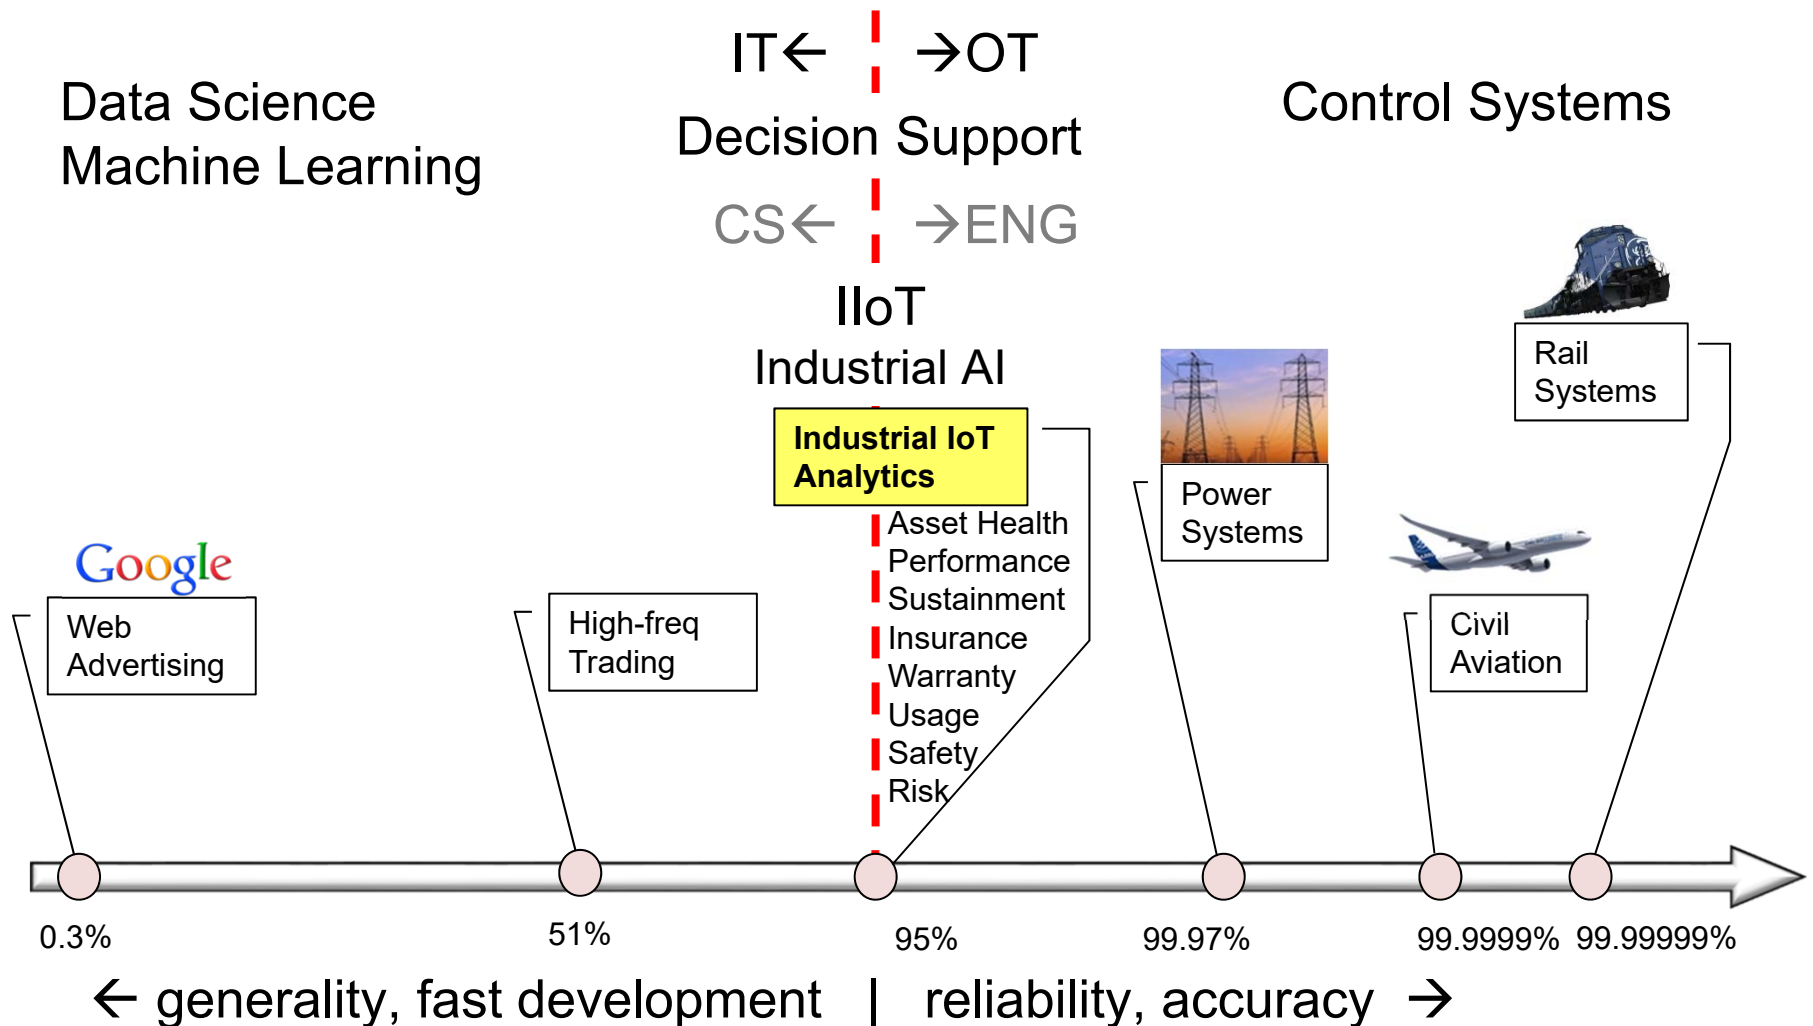 IT← | →OT
Data Science
Machine Learning
Decision Support
Control Systems
CS← →ENG
IIoT
Industrial AI
Industrial IoT
Analytics
Asset Health
Performance
Sustainment
Insurance
Warranty
Usage
Safety
Risk
Google
Web
Advertising
High-freq
Trading
Power
Systems
Civil
Aviation
Rail
Systems
0.3%
51%
95%
99.97%
99.9999%
99.99999%
← generality, fast development | reliability, accuracy →